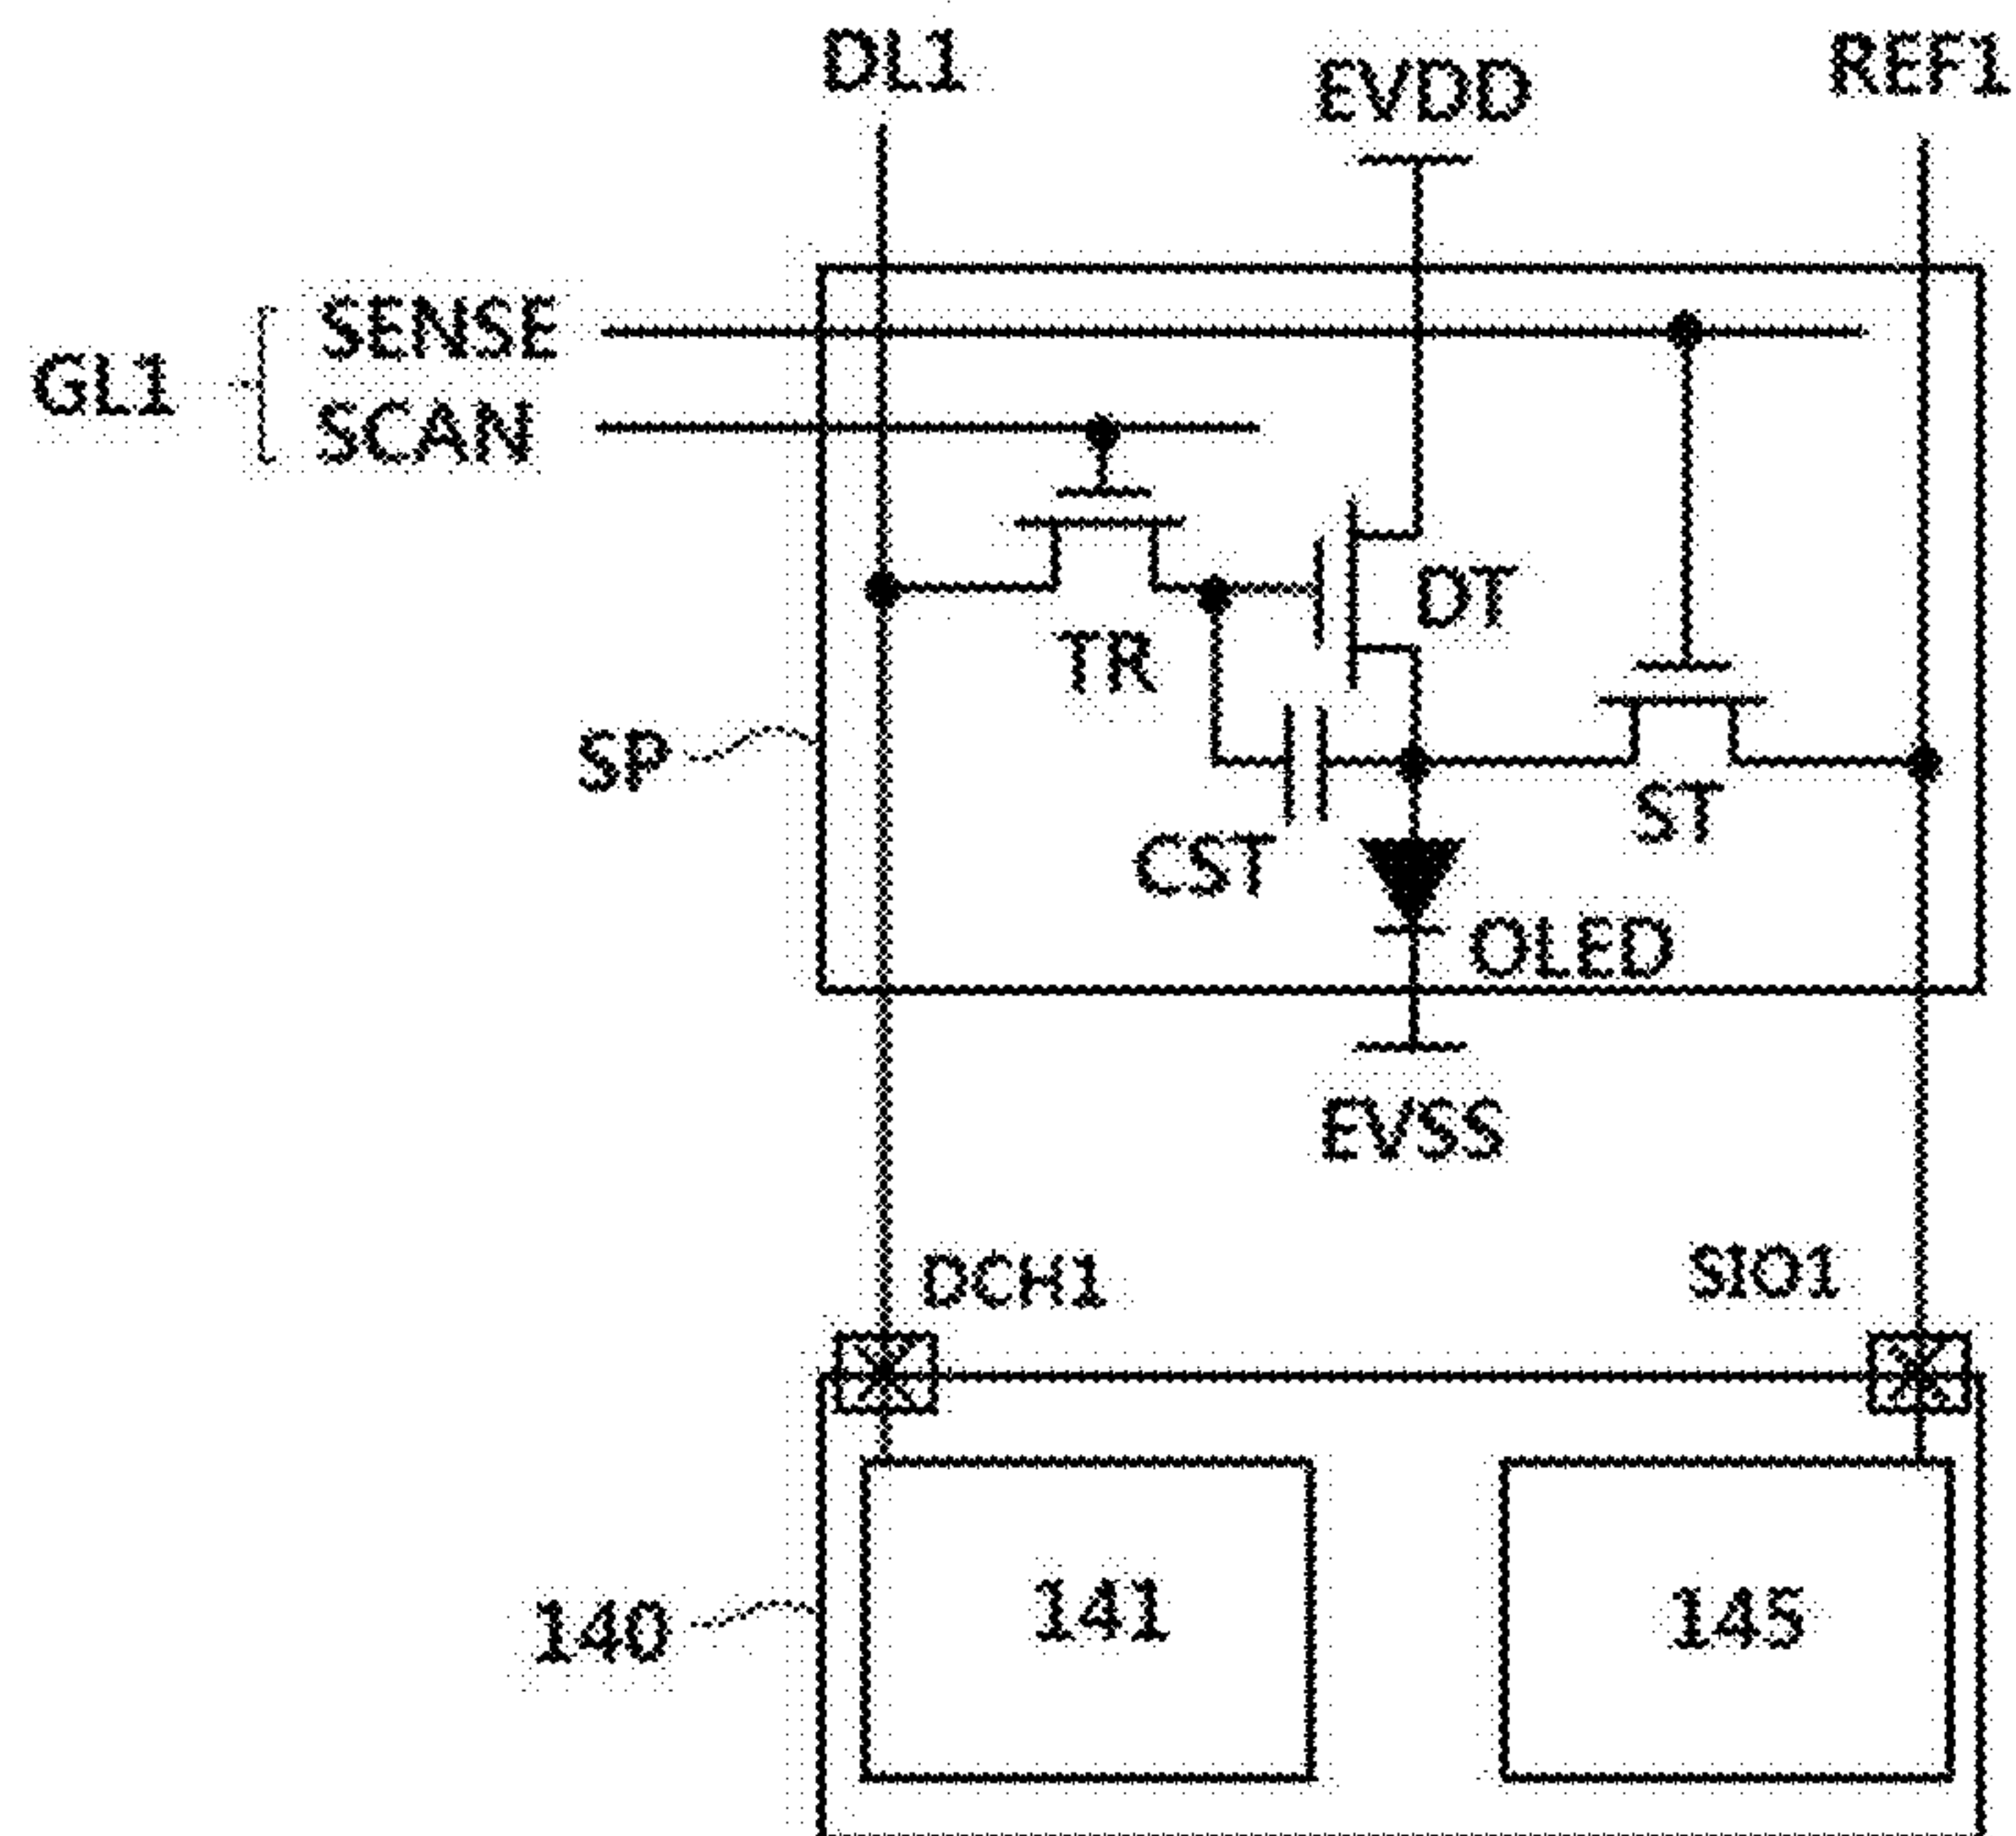 DL1
EVDD
REF1
GL1
SENSE
SCAN
DT
TR
SP
ST
CST
OLED
EVSS
DCH1
SIO1
140
141
145